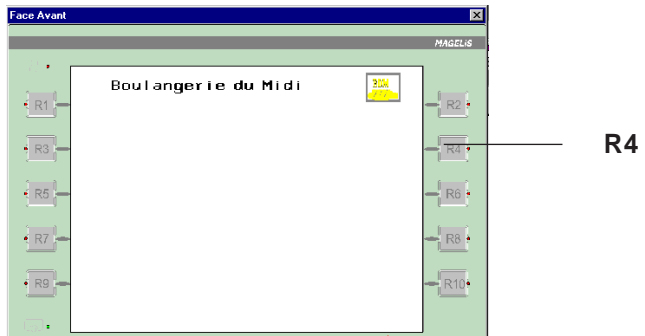 Face Avant
MAGELIS
Boulangerie du Midi
R1
R2
R3
R4
R4
R5
R6
R7
R8
R9
R10